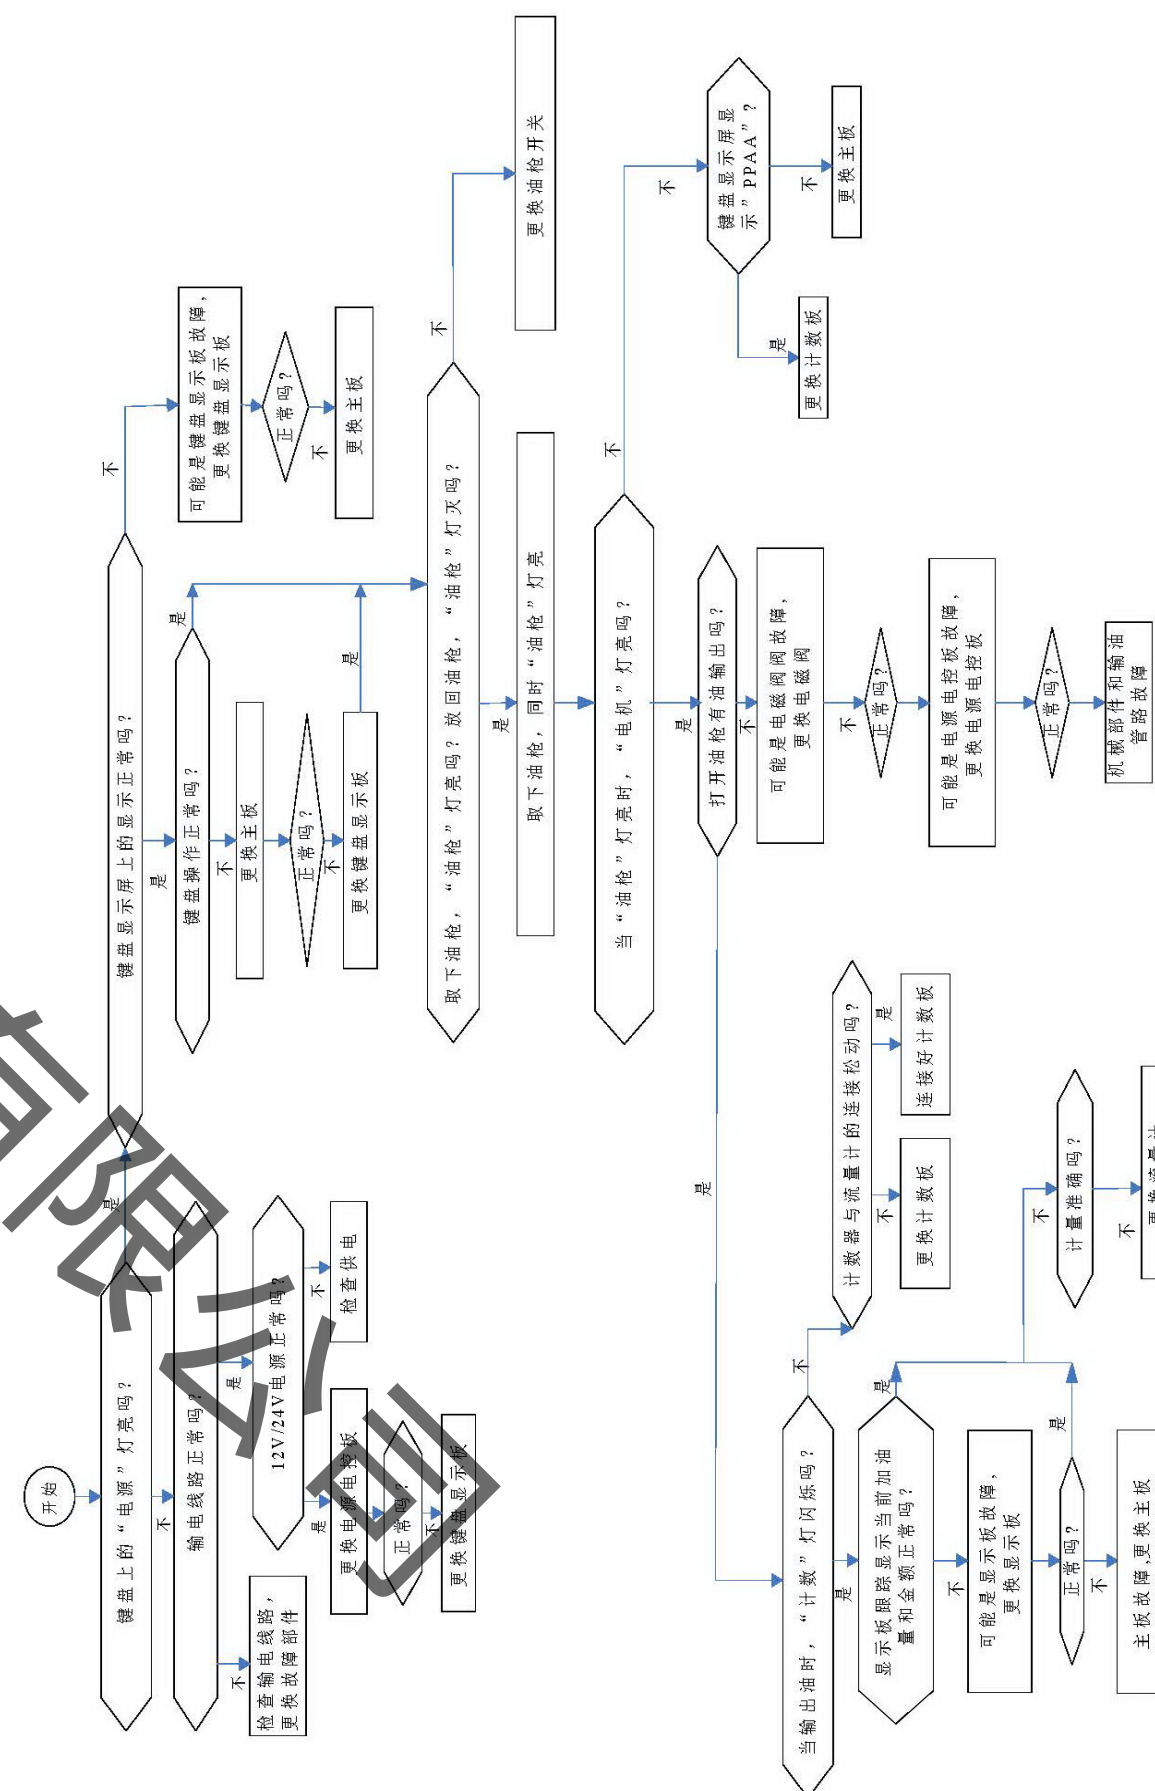 开始
键盘上的“电源”灯亮吗？
是
不
输电线路正常吗？
不
检查输电线路，
更换故障部件
是
12V/24V电源正常吗？
不
检查供电
是
更换电源电控板
正常吗？
不
更换键盘显示板
键盘显示屏上的显示正常吗？
不
可能是键盘显示板故障，
更换键盘显示板
正常吗？
不
更换主板
是
键盘操作正常吗？
是
不
更换主板
正常吗？
是
不
更换键盘显示板
取下油枪，“油枪”灯亮吗？放回油枪，“油枪”灯灭吗？
不
更换油枪开关
是
取下油枪，同时“油枪”灯亮
当“油枪”灯亮时，“电机”灯亮吗？
不
不
键盘显示屏显
示”PPAA”？
不
更换主板
是
更换计数板
是
打开油枪有油输出吗？
不
可能是电磁阀阀故障，
更换电磁阀
不
正常吗？
可能是电源电控板故障，
更换电源电控板
正常吗？
机械部件和输油
管路故障
是
当输出油时，“计数”灯闪烁吗？
不
计数器与流量计的连接松动吗？
是
连接好计数板
不
更换计数板
是
显示板跟踪显示当前加油
量和金额正常吗？
是
不
可能是显示板故障，
更换显示板
正常吗？
是
不
主板故障,更换主板
不
计量准确吗？
不
有限公司